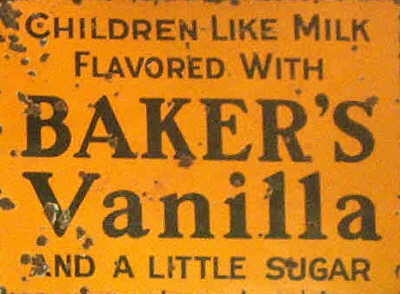 CHILDREN LIKE MILK
FLAVORED WITH
BAKER'S
Vanilla
AND A LITTLE SUGAR